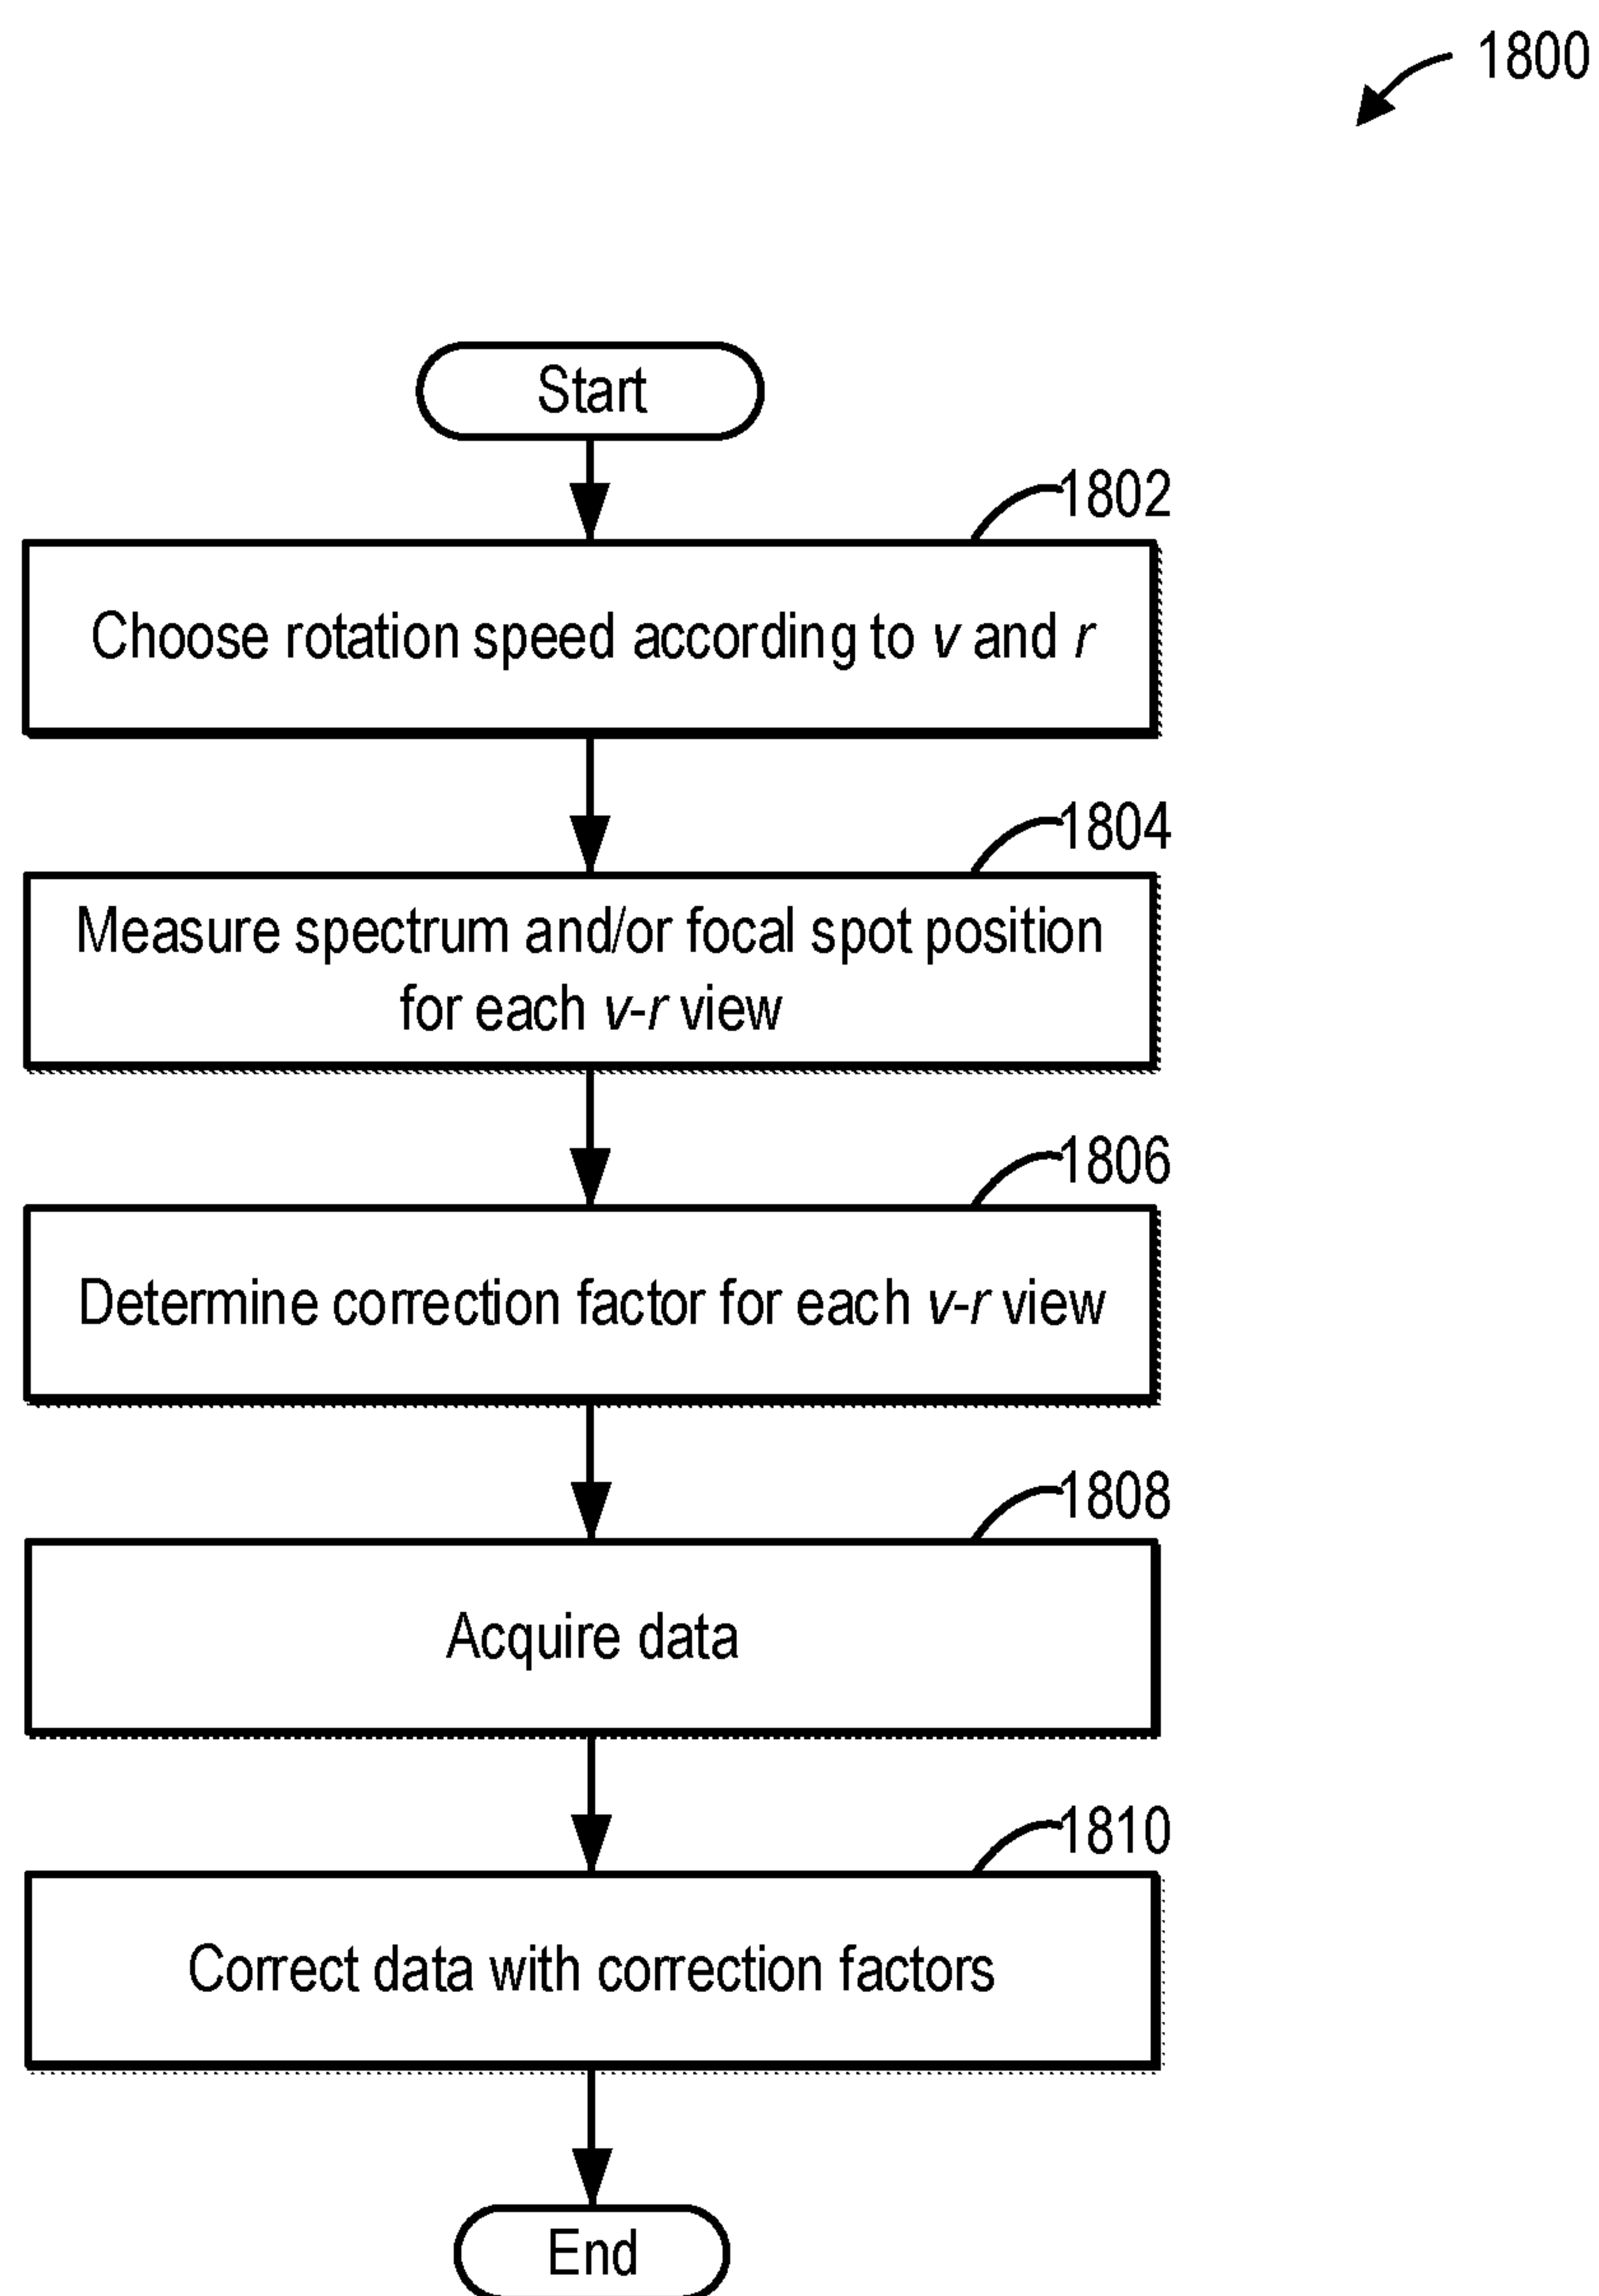 1800
Start
1802
Choose rotation speed according to v and r
1804
Measure spectrum and/or focal spot position
for each v-r view
1806
Determine correction factor for each v-r view
1808
Acquire data
1810
Correct data with correction factors
End